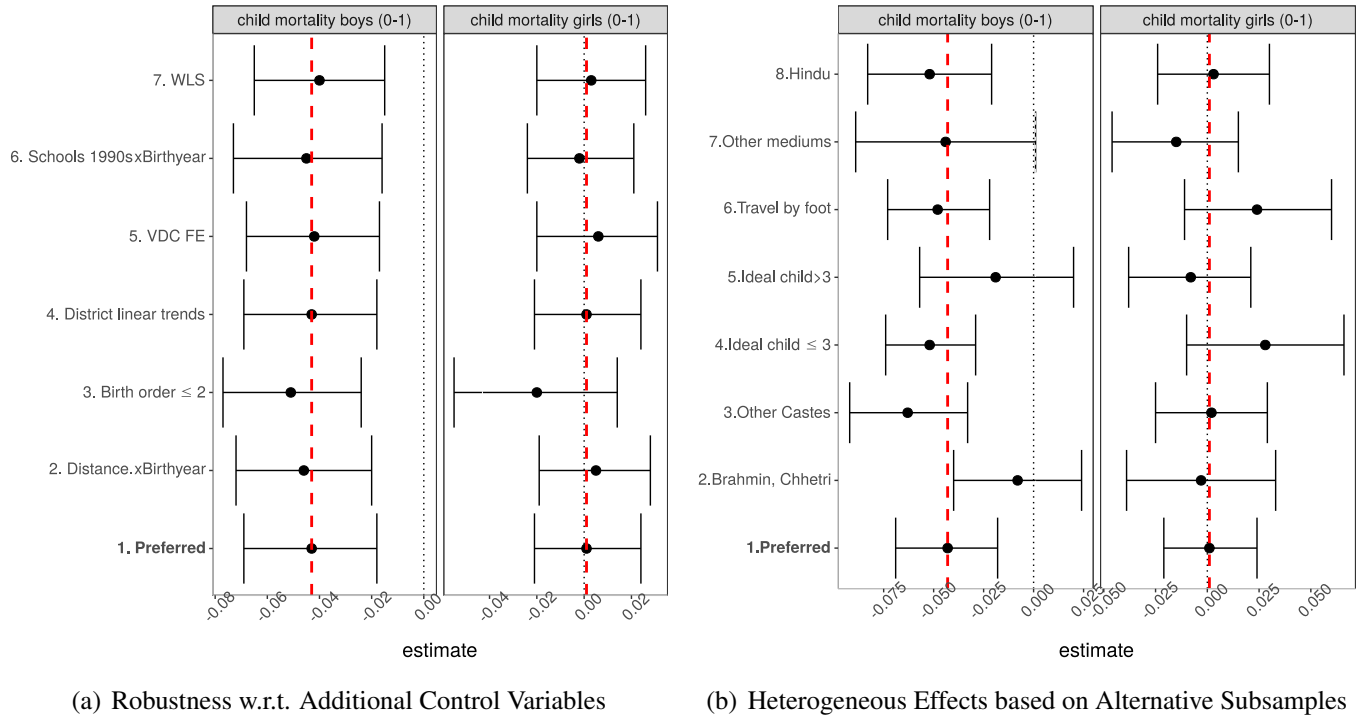 child mortality boys (0-1)
child mortality girls (0-1)
7. WLS
6. Schools 1990sxBirthyear
5. VDC FE
4. District linear trends
3. Birth order ≤ 2
2. Distance.xBirthyear
1. Preferred
-0.08
-0.06
-0.04
-0.02
0.00
-0.04
-0.02
0.00
0.02
estimate
(a) Robustness w.r.t. Additional Control Variables
child mortality boys (0-1)
child mortality girls (0-1)
8.Hindu
7.Other mediums
6.Travel by foot
5.Ideal child>3
4.Ideal child ≤ 3
3.Other Castes
2.Brahmin, Chhetri
1.Preferred
-0.075
-0.050
-0.025
0.000
0.025
-0.050
-0.025
0.000
0.025
0.050
estimate
(b) Heterogeneous Effects based on Alternative Subsamples